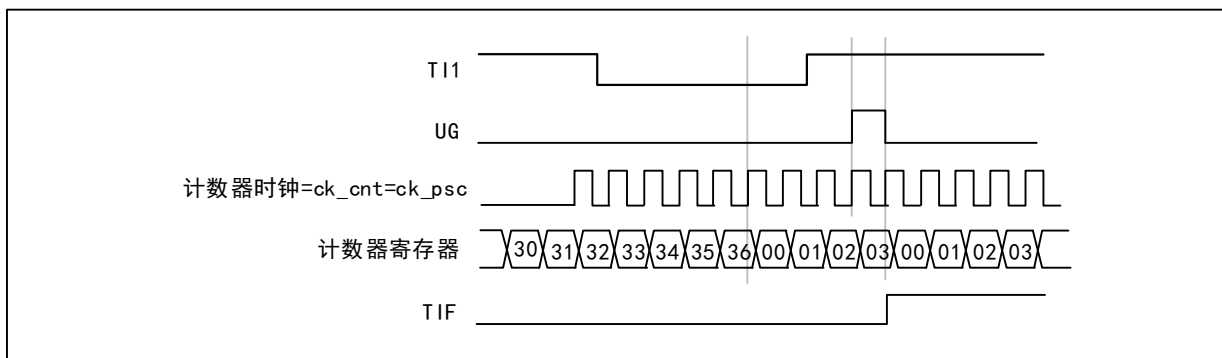 TI1
UG
计数器时钟=ck_cnt=ck_psc
计数器寄存器 30 31 32 33 34 35 36 00 01 02 03 00 01 02 03
TIF